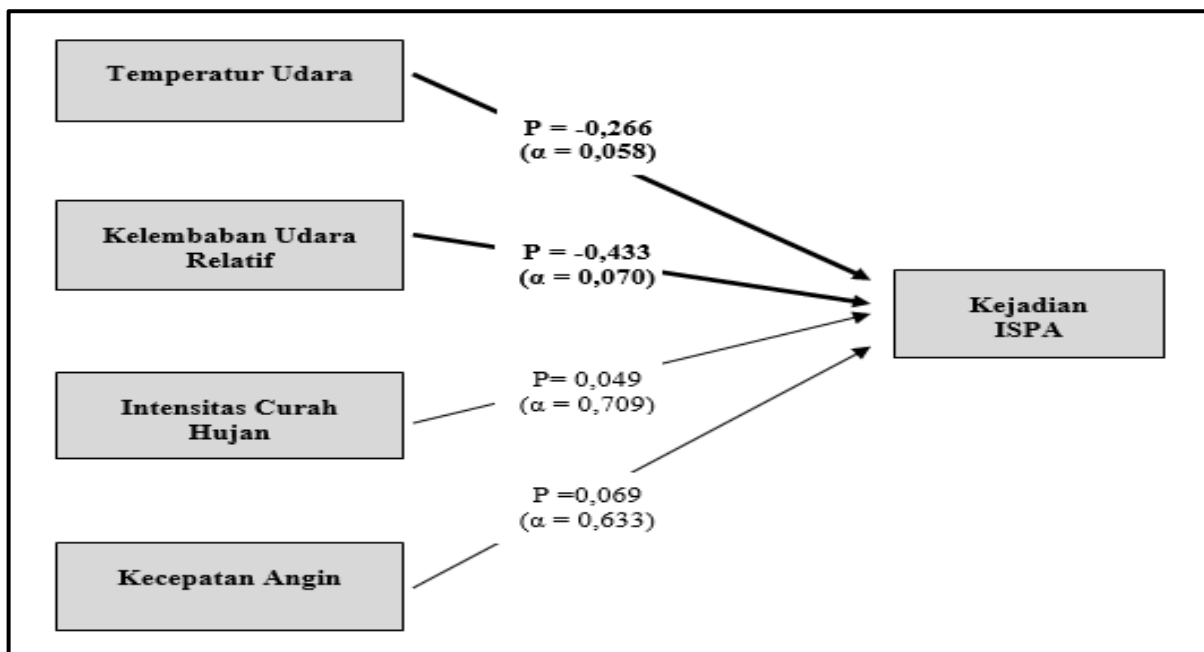 Temperatur Udara
P = -0,266
(α = 0,058)
Kelembaban Udara
Relatif
P = -0,433
(α = 0,070)
Kejadian
ISPA
Intensitas Curah
Hujan
P= 0,049
(α = 0,709)
P =0,069
(α = 0,633)
Kecepatan Angin